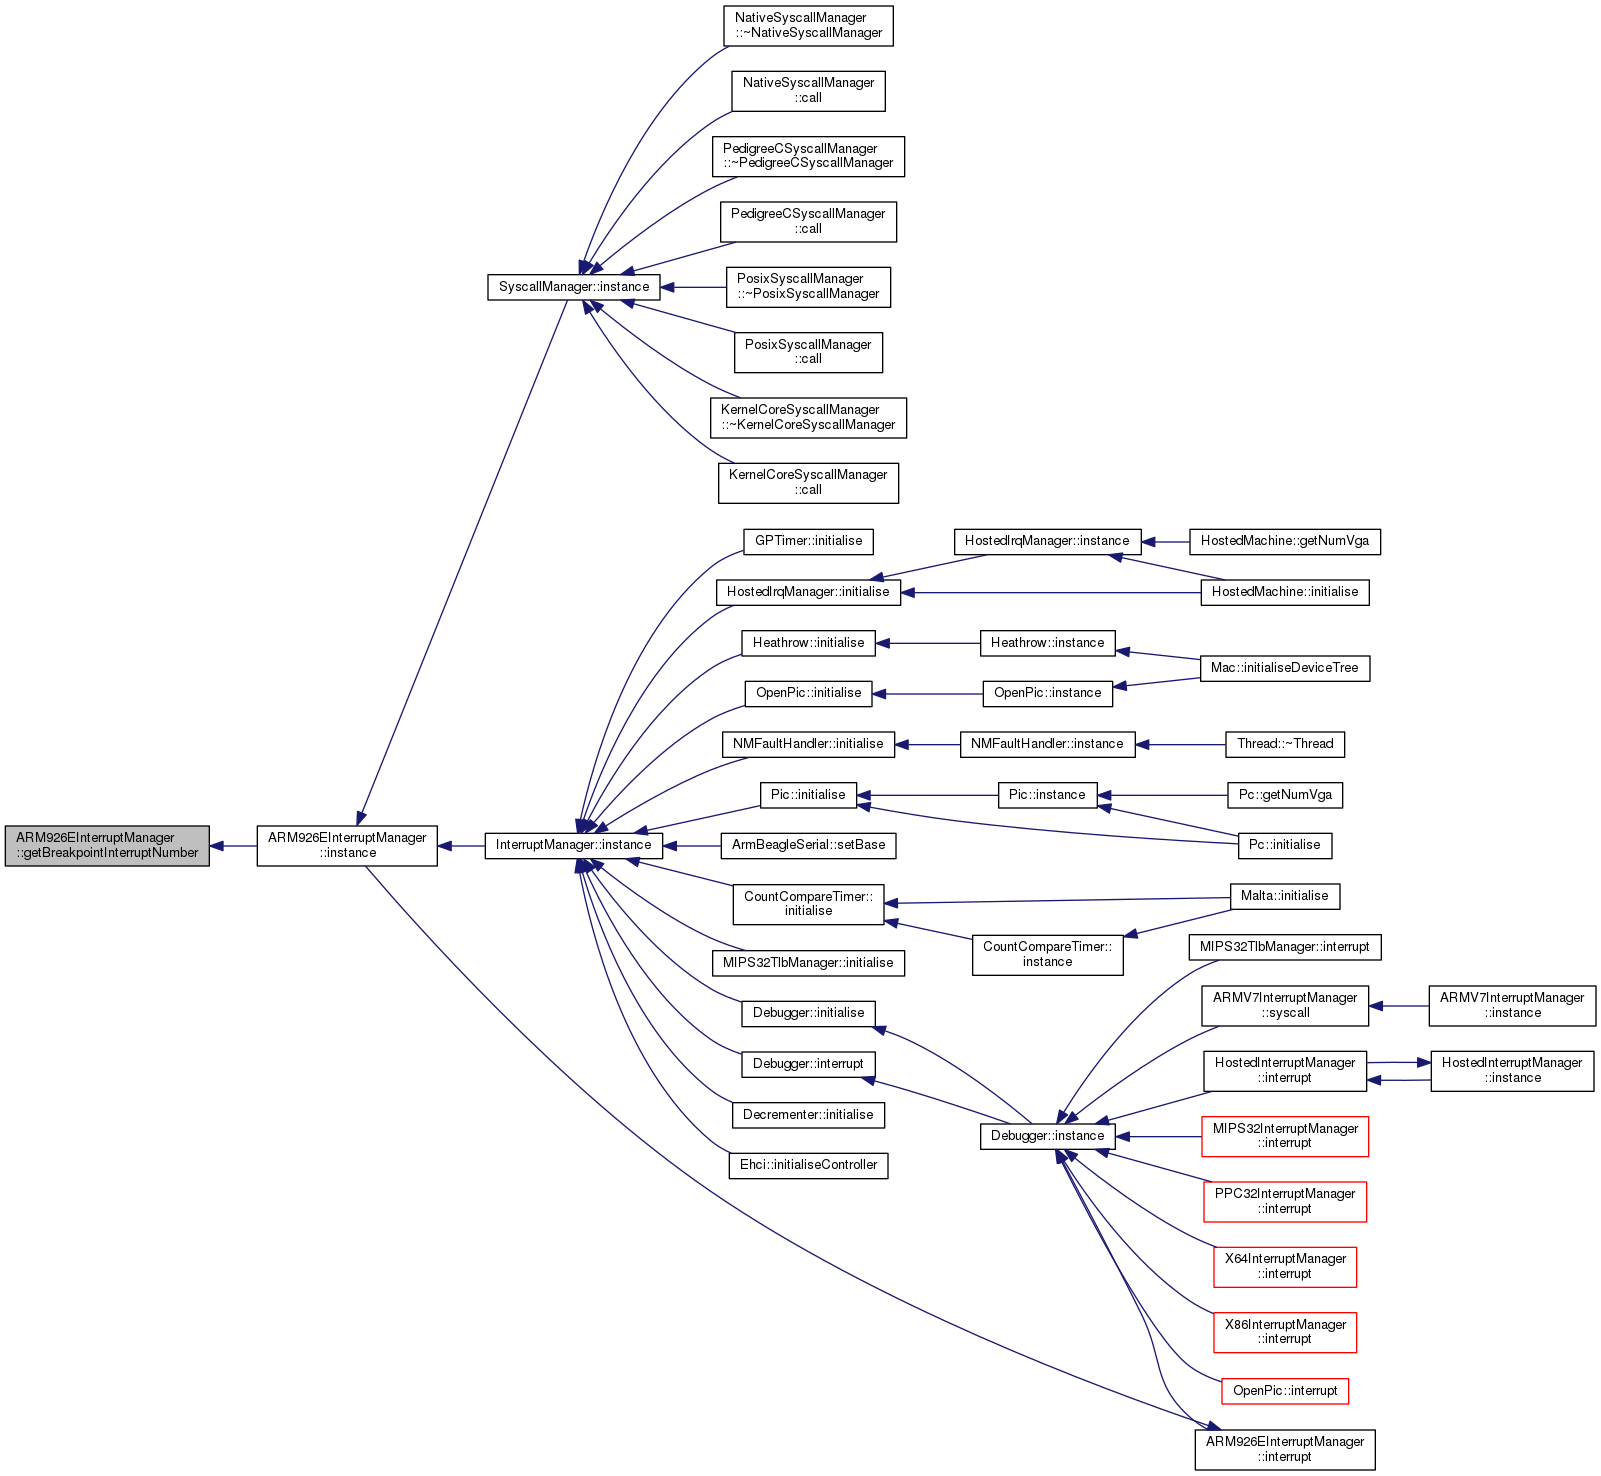 NativeSyscallManager
::~NativeSyscallManager
NativeSyscallManager
::call
PedigreeCSyscallManager
::~PedigreeCSyscallManager
PedigreeCSyscallManager
::call
SyscallManager::instance
PosixSyscallManager
::~PosixSyscallManager
PosixSyscallManager
::call
KernelCoreSyscallManager
::~KernelCoreSyscallManager
KernelCoreSyscallManager
::call
GPTimer::initialise
HostedIrqManager::instance
HostedMachine::getNumVga
HostedIrqManager::initialise
HostedMachine::initialise
Heathrow::initialise
Heathrow::instance
Mac::initialiseDeviceTree
OpenPic::initialise
OpenPic::instance
NMFaultHandler::initialise
NMFaultHandler::instance
Thread::~Thread
Pic::initialise
Pic::instance
Pc::getNumVga
ARM926EInterruptManager
::getBreakpointInterruptNumber
ARM926EInterruptManager
::instance
InterruptManager::instance
ArmBeagleSerial::setBase
Pc::initialise
CountCompareTimer::
initialise
Malta::initialise
CountCompareTimer::
instance
MIPS32TlbManager::interrupt
MIPS32TlbManager::initialise
Debugger::initialise
ARMV7InterruptManager
::syscall
ARMV7InterruptManager
::instance
Debugger::interrupt
HostedInterruptManager
::interrupt
HostedInterruptManager
::instance
Decrementer::initialise
Debugger::instance
MIPS32InterruptManager
::interrupt
Ehci::initialiseController
PPC32InterruptManager
::interrupt
X64InterruptManager
::interrupt
X86InterruptManager
::interrupt
OpenPic::interrupt
ARM926EInterruptManager
::interrupt